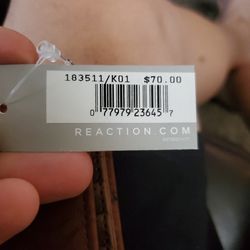 183511/K01 $70.00
0 77979 23645 7
REACTION.COM